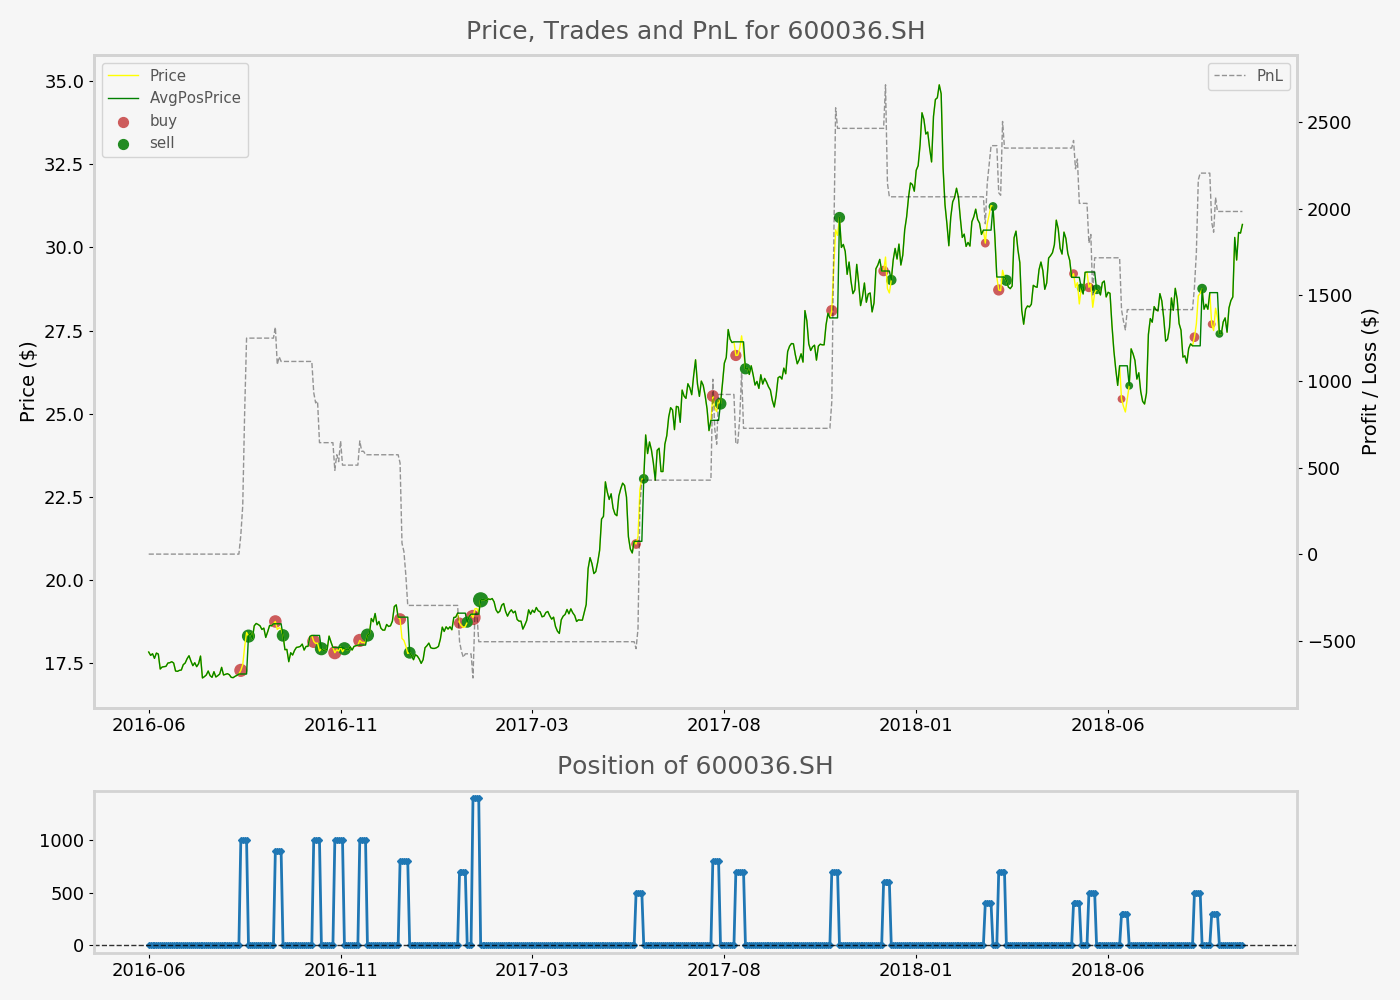 Price, Trades and PnL for 600036.SH
Price
AvgPosPrice
buy
sell
PnL
35.0
32.5
30.0
27.5
25.0
22.5
20.0
17.5
Price ($)
2500
2000
1500
1000
500
0
−500
Profit / Loss ($)
2016-06 2016-11 2017-03 2017-08 2018-01 2018-06
Position of 600036.SH
1000
500
0
2016-06 2016-11 2017-03 2017-08 2018-01 2018-06